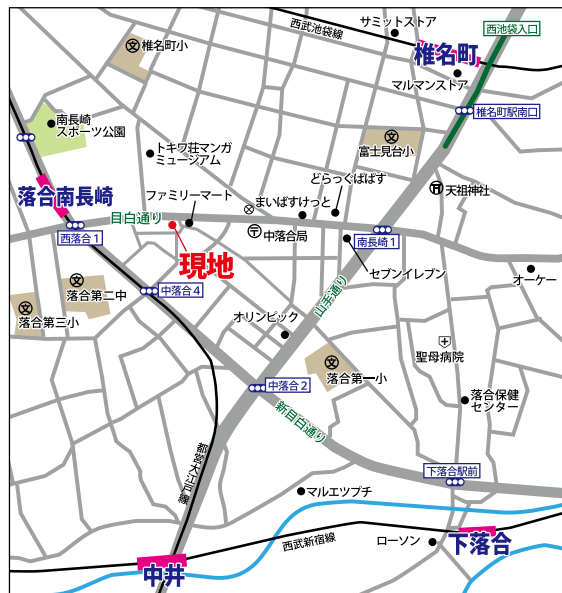 サミットストア
西武池袋線
西池袋入口
椎名町小
椎名町
マルマンストア
椎名町駅南口
南長崎
スポーツ公園
トキワ荘マンガ
ミュージアム
富士見台小
どらっぐぱぱす
落合南長崎
ファミリーマート
まいばすけっと
天祖神社
目白通り
西落合1
中落合局
南長崎1
現地
セブンイレブン
オーケー
落合第二中
中落合4
山手通り
落合第三小
オリンピック
聖母病院
落合第一小
中落合2
落合保健
センター
新目白通り
都営大江戸線
下落合駅前
マルエツプチ
西武新宿線
ローソン
下落合
中井